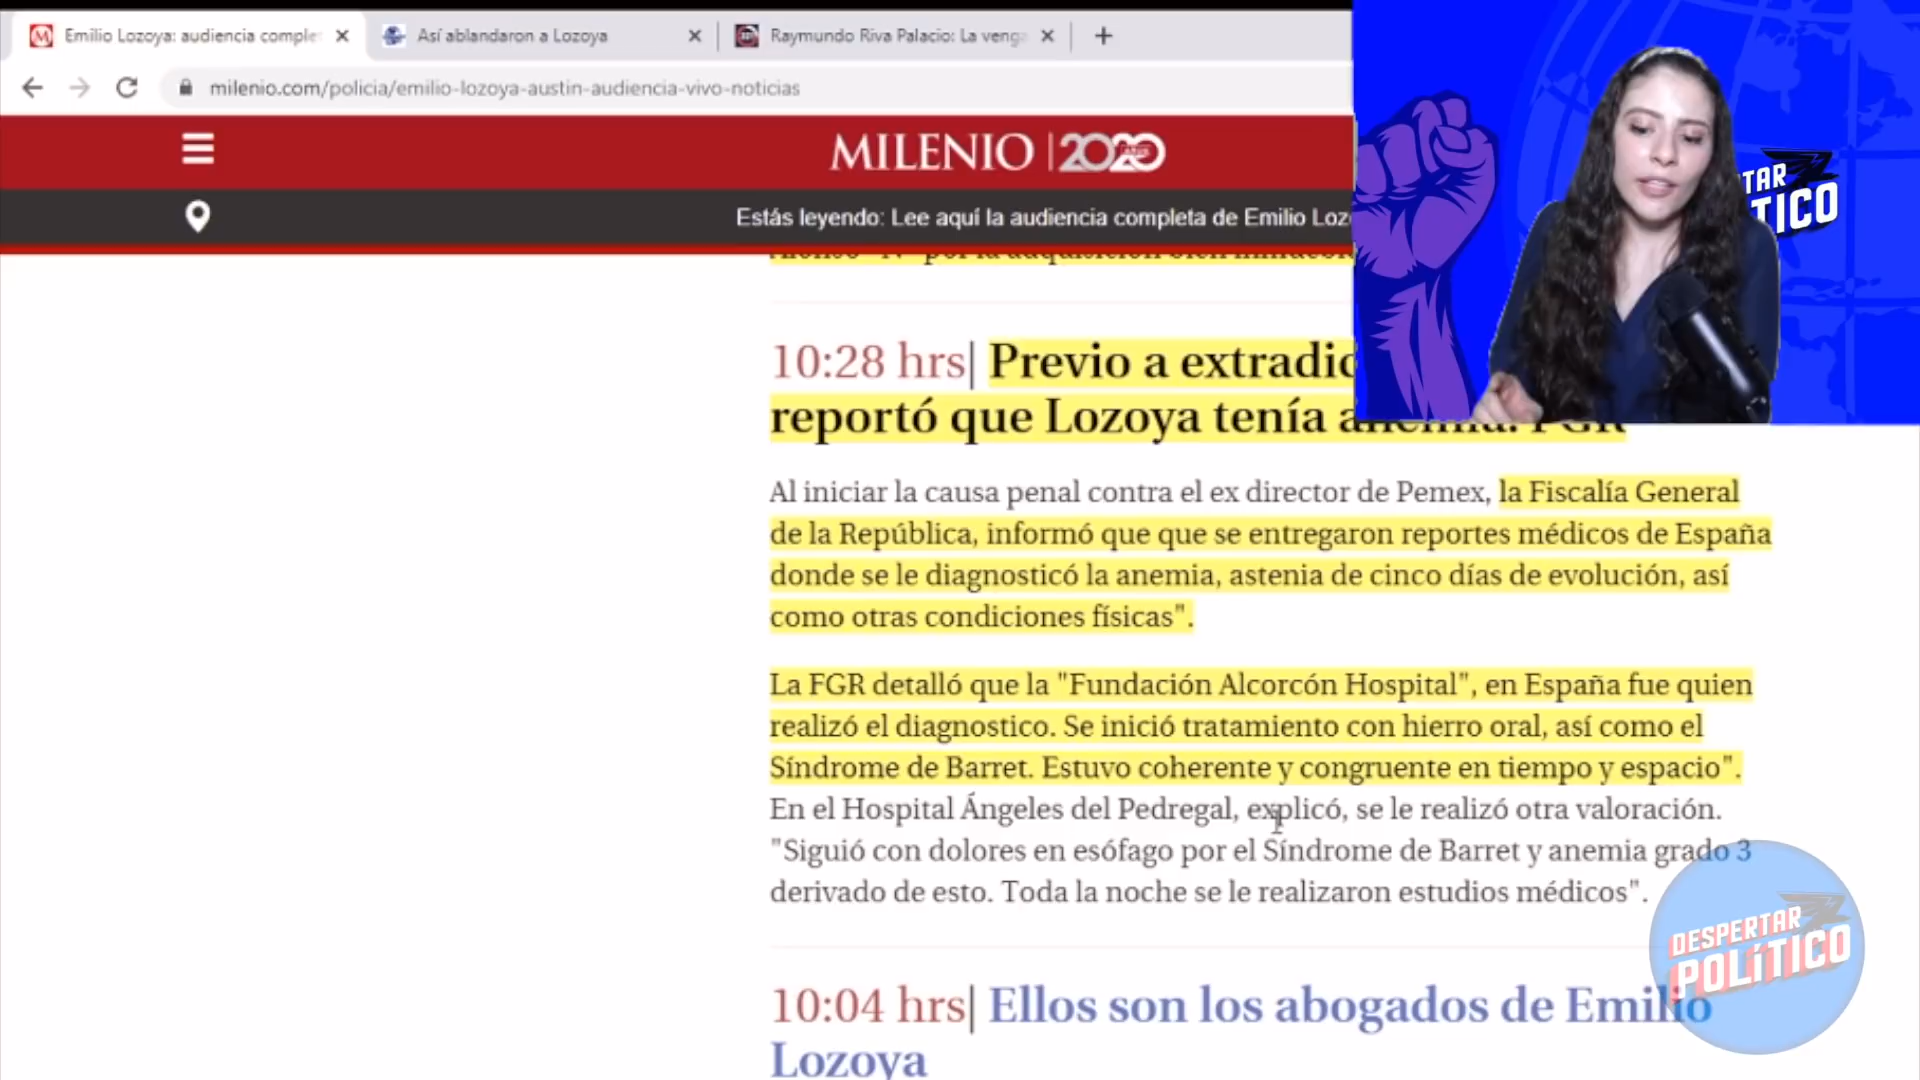 Emilio Lozoya: audiencia comple
Así ablandaron a Lozoya
Raymundo Riva Palacio: La veng
milenio.com/policia/emilio-lozoya-austin-audiencia-vivo-noticias
MILENIO | 2020
TAR
ÍTICO
Estás leyendo: Lee aquí la audiencia completa de Emilio Loz
10:28 hrs| Previo a extradic
reportó que Lozoya tenía anemia: FGR
Al iniciar la causa penal contra el ex director de Pemex, la Fiscalía General
de la República, informó que que se entregaron reportes médicos de España
donde se le diagnosticó la anemia, astenia de cinco días de evolución, así
como otras condiciones físicas".
La FGR detalló que la "Fundación Alcorcón Hospital", en España fue quien
realizó el diagnostico. Se inició tratamiento con hierro oral, así como el
Síndrome de Barret. Estuvo coherente y congruente en tiempo y espacio".
En el Hospital Ángeles del Pedregal, explicó, se le realizó otra valoración.
"Siguió con dolores en esófago por el Síndrome de Barret y anemia grado 3
derivado de esto. Toda la noche se le realizaron estudios médicos".
DESPERTAR
POLÍTICO
10:04 hrs| Ellos son los abogados de Emilio
Lozoya